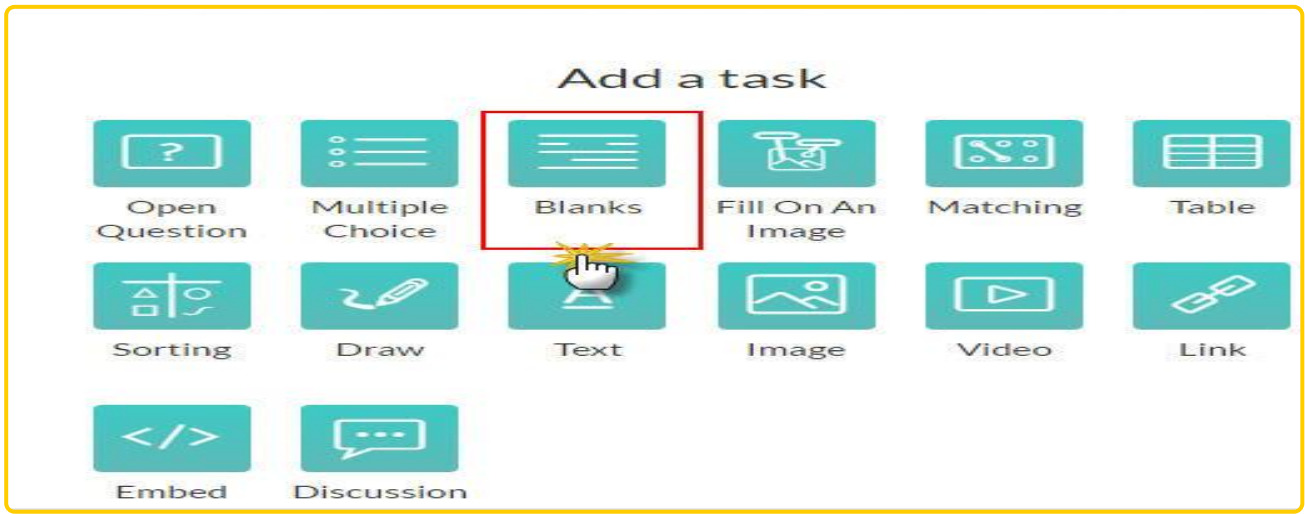 Add a task
Open Question
Multiple Choice
Blanks
Fill On An Image
Matching
Table
Sorting
Draw
Text
Image
Video
Link
Embed
Discussion